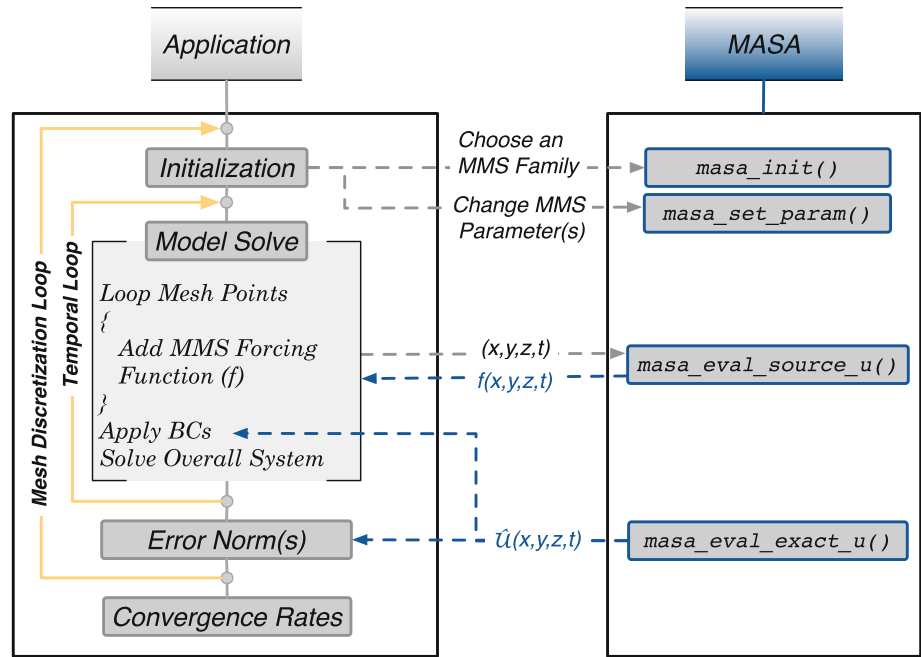 Application
MASA
Mesh Discretization Loop
Temporal Loop
Initialization
Choose an
MMS Family
masa_init()
Change MMS
Parameter(s)
masa_set_param()
Model Solve
Loop Mesh Points
{
Add MMS Forcing
Function (f)
}
Apply BCs
Solve Overall System
(x,y,z,t)
f(x,y,z,t)
masa_eval_source_u()
Error Norm(s)
û(x,y,z,t)
masa_eval_exact_u()
Convergence Rates